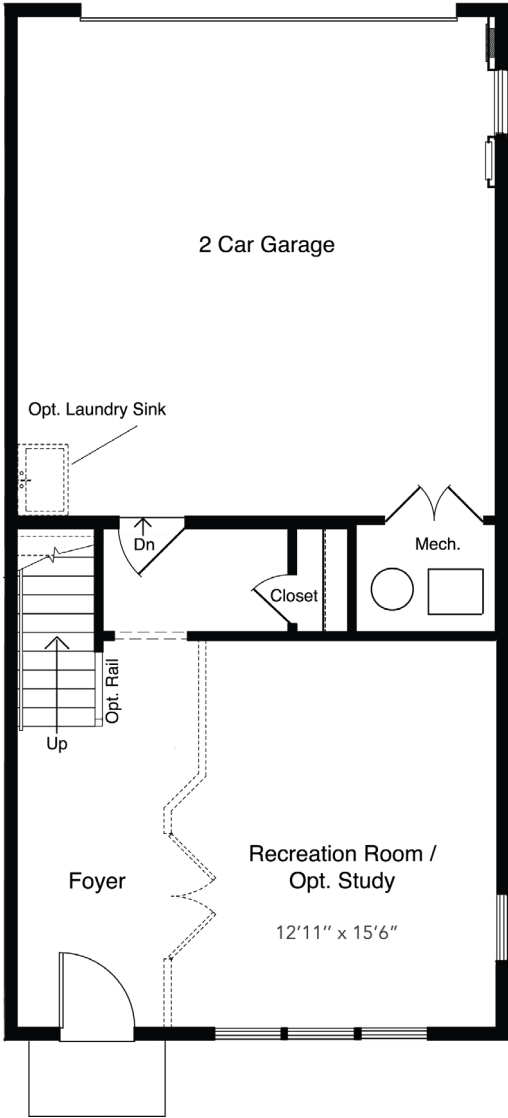 2 Car Garage
Opt. Laundry Sink
Dn
Mech.
Closet
Opt. Rail
Up
Recreation Room /
Opt. Study
Foyer
12’11’’ x 15’6”